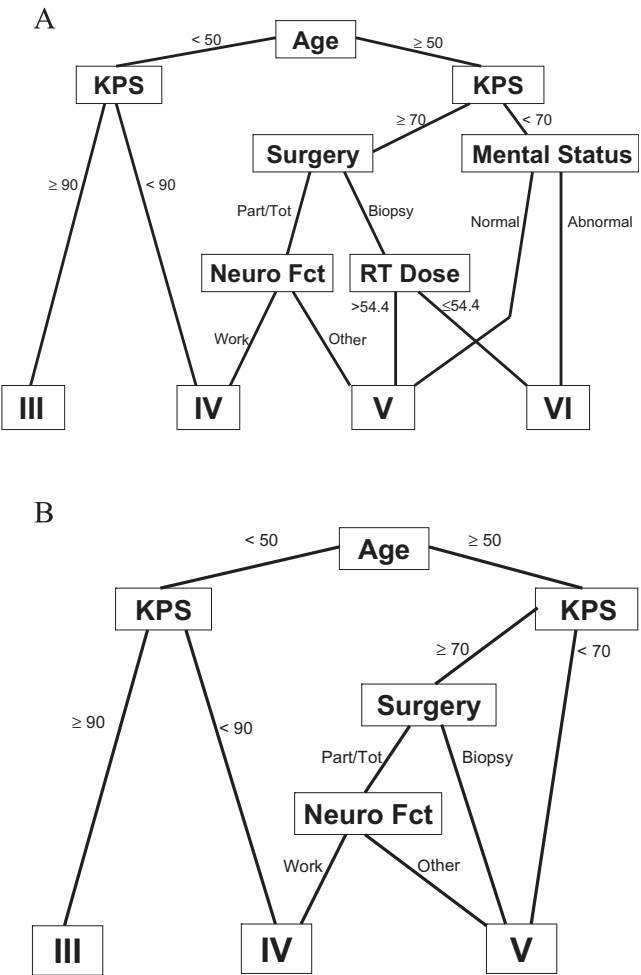 A
Age
< 50
≥ 50
KPS
KPS
≥ 70
< 70
Surgery
Mental Status
≥ 90
< 90
Part/Tot
Biopsy
Normal
Abnormal
Neuro Fct
RT Dose
>54.4
≤54.4
Work
Other
III
IV
V
VI
B
Age
< 50
≥ 50
KPS
KPS
≥ 70
< 70
Surgery
≥ 90
< 90
Part/Tot
Biopsy
Neuro Fct
Work
Other
III
IV
V